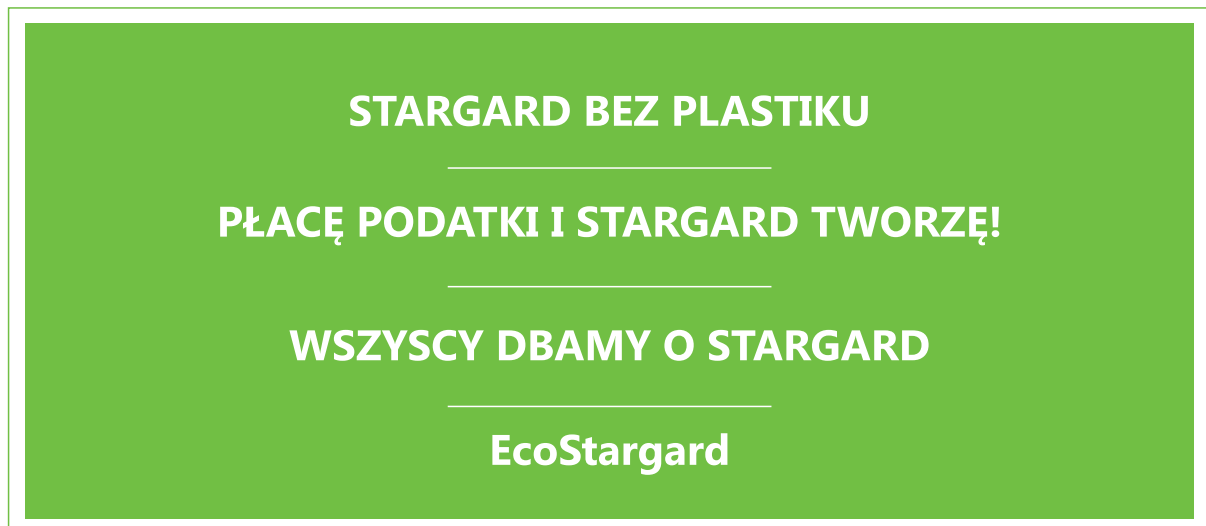 STARGARD BEZ PLASTIKU
PŁACĘ PODATKI I STARGARD TWORZĘ!
WSZYSCY DBAMY O STARGARD
EcoStargard